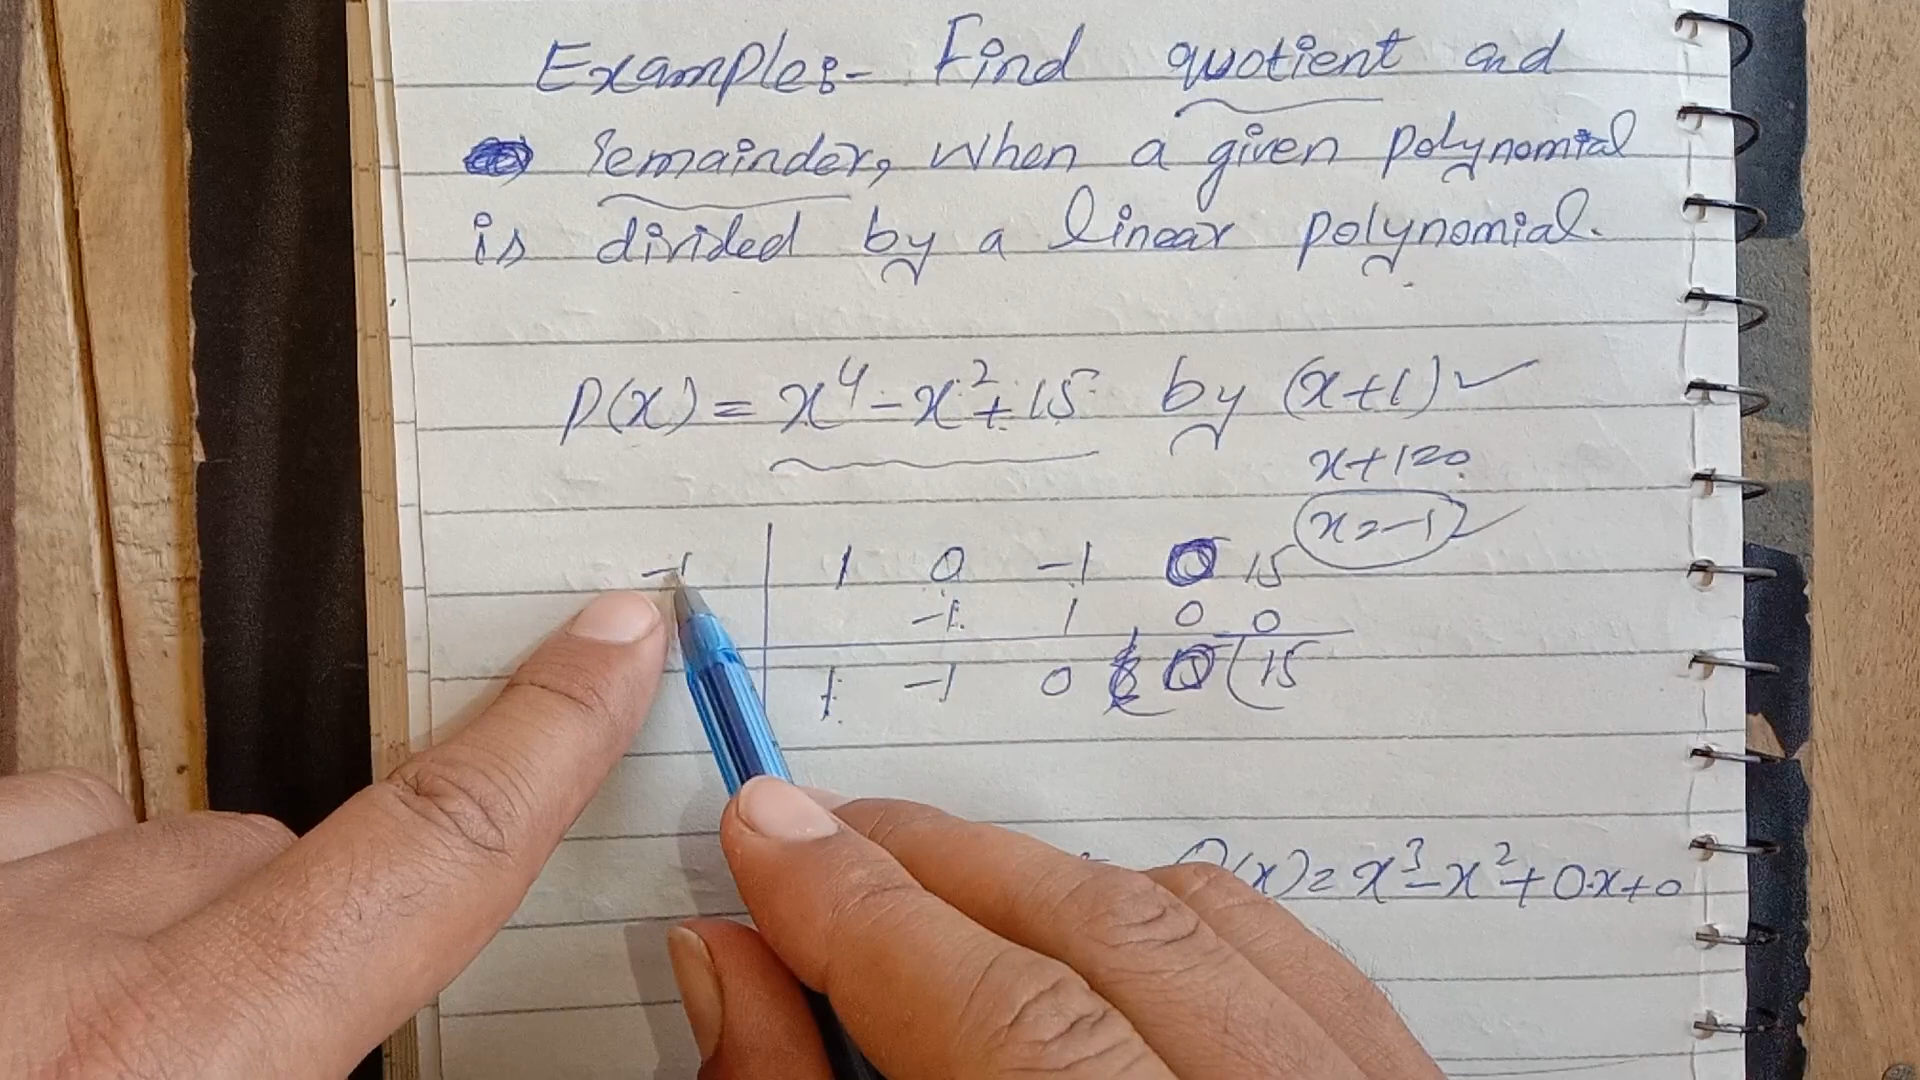 Example:- Find quotient and
remainder, when a given polynomial
is divided by a linear polynomial.
P(x) = x⁴ - x² + 15 by (x+1) ✓
x+1=0
x=-1 ✓
-1 | 1 0 -1 0 15
-1 1 0 0
1 -1 0 0 15
Q(x) = x³ - x² + 0·x + 0